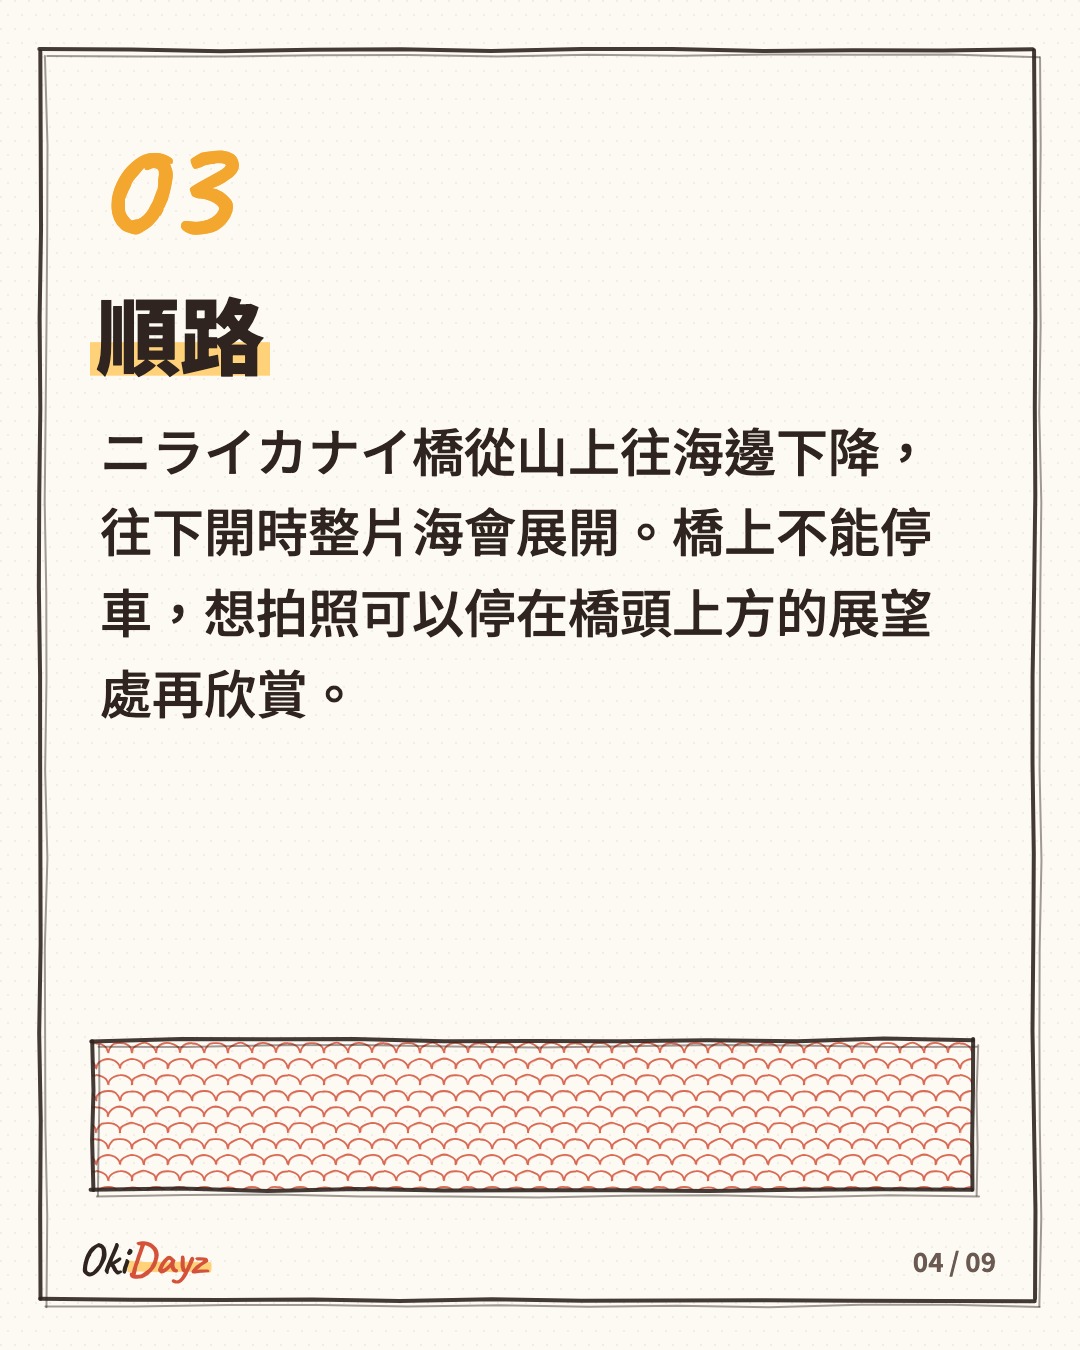 03
順路
ニライカナイ橋從山上往海邊下降，
往下開時整片海會展開。橋上不能停
車，想拍照可以停在橋頭上方的展望
處再欣賞。
OkiDayz
04 / 09